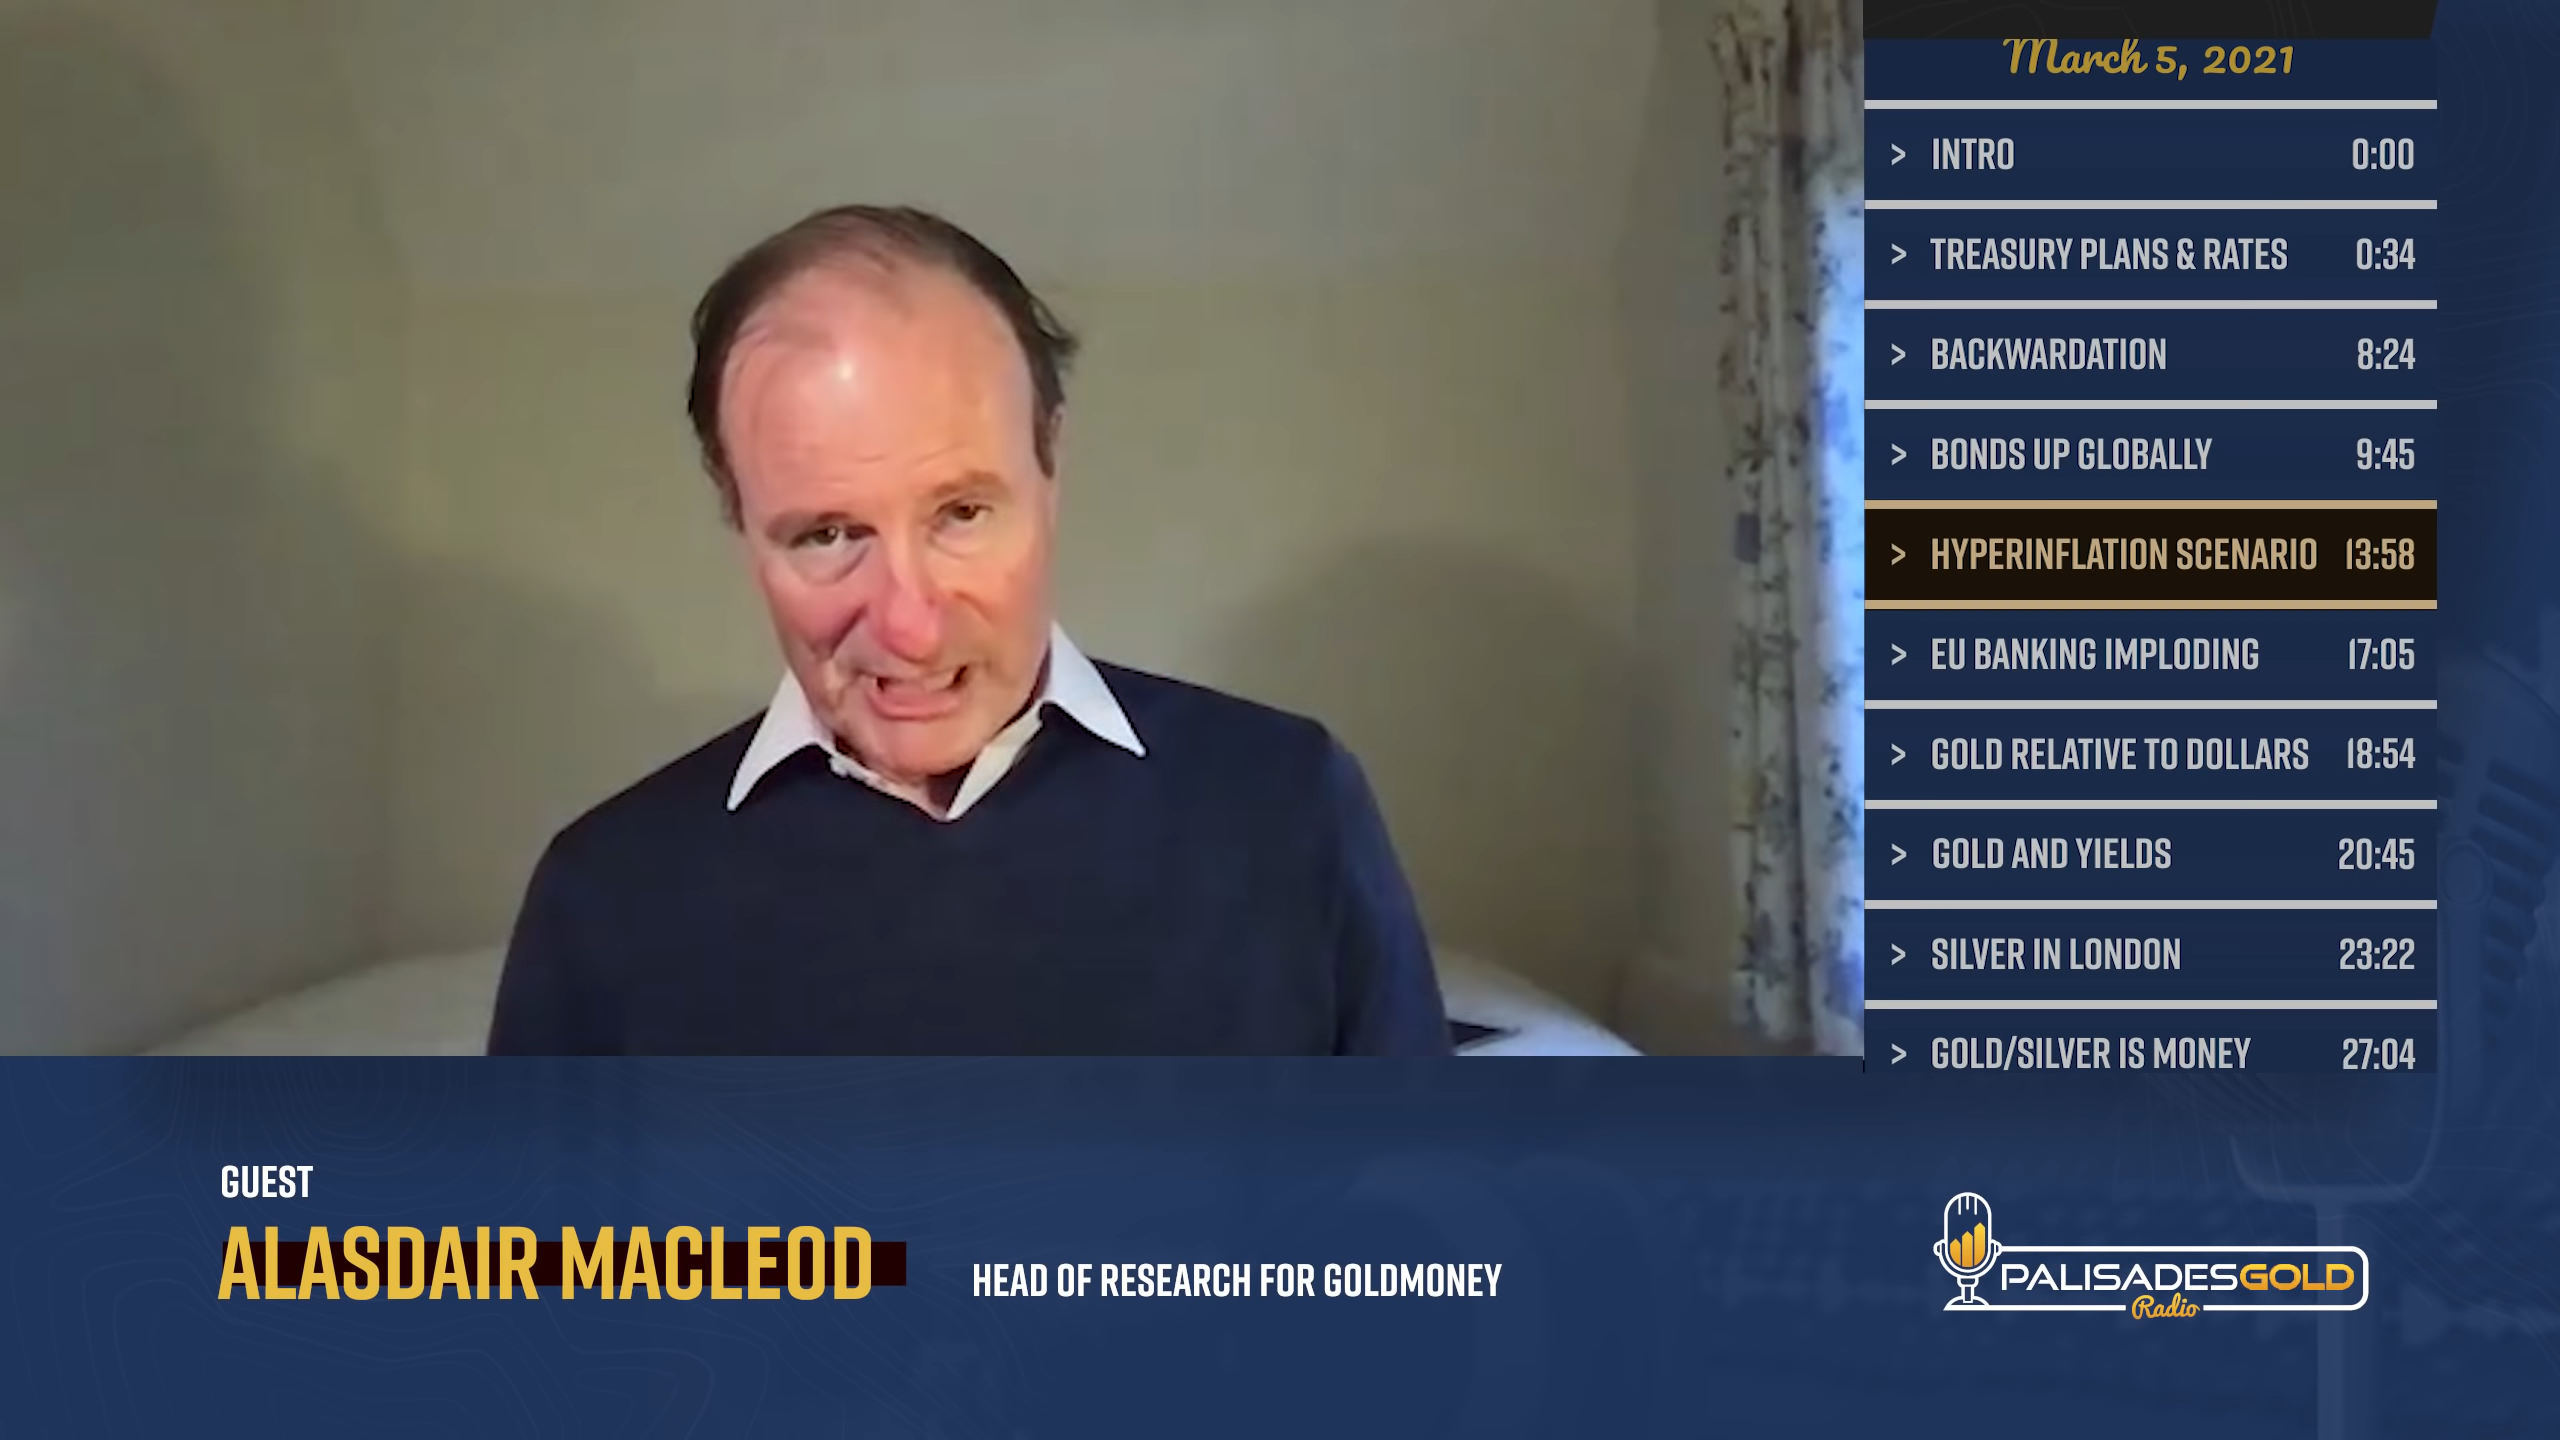 March 5, 2021
> INTRO 0:00
> TREASURY PLANS & RATES 0:34
> BACKWARDATION 8:24
> BONDS UP GLOBALLY 9:45
> HYPERINFLATION SCENARIO 13:58
> EU BANKING IMPLODING 17:05
> GOLD RELATIVE TO DOLLARS 18:54
> GOLD AND YIELDS 20:45
> SILVER IN LONDON 23:22
> GOLD/SILVER IS MONEY 27:04
GUEST
ALASDAIR MACLEOD
HEAD OF RESEARCH FOR GOLDMONEY
PALISADESGOLD
Radio